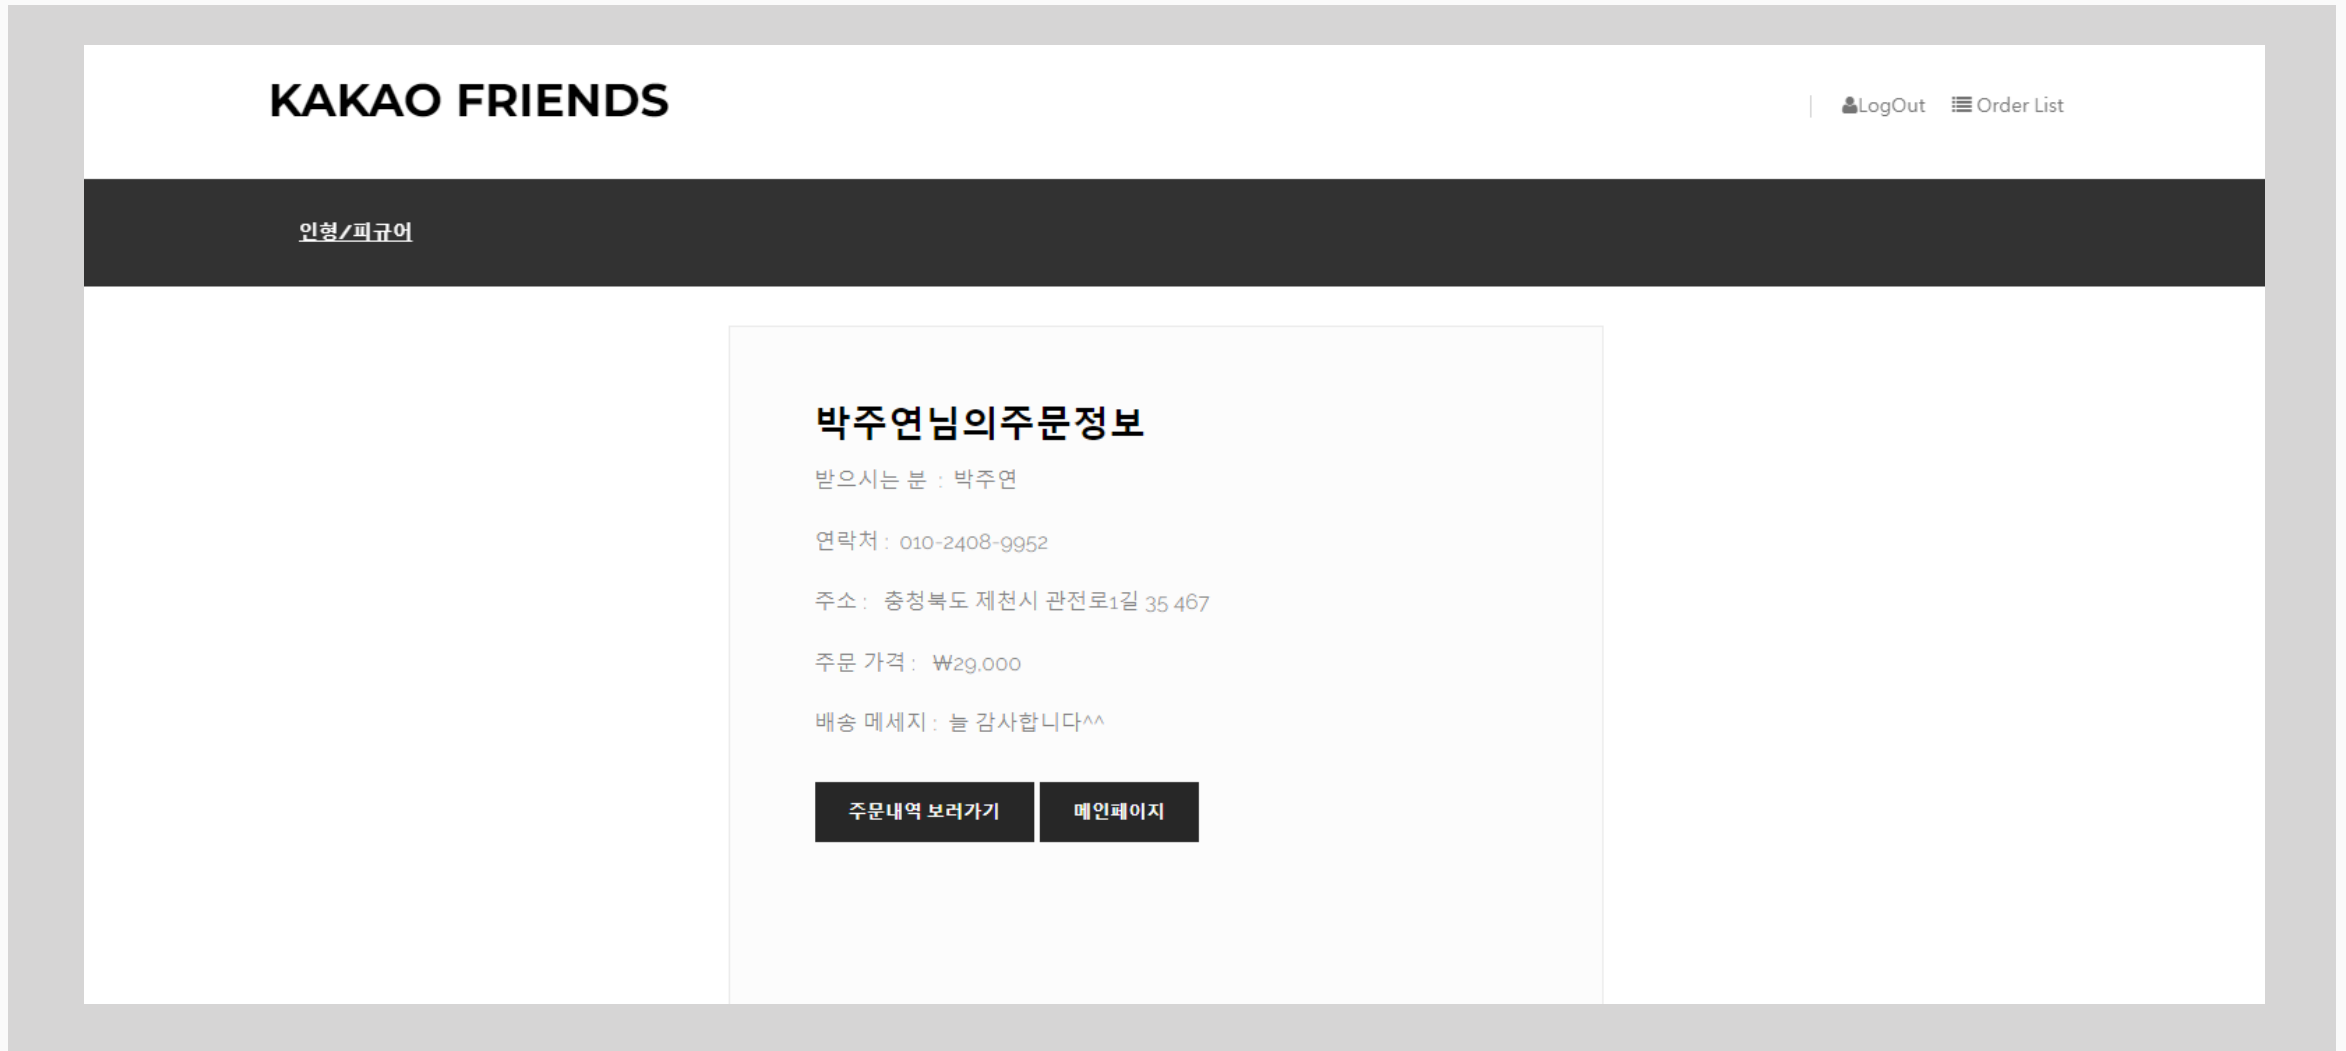 KAKAO FRIENDS
LogOut Order List
인형/피규어
박주연님의주문정보
받으시는 분 : 박주연
연락처 : 010-2408-9952
주소 : 충청북도 제천시 관전로1길 35 467
주문 가격 : ₩29,000
배송 메세지 : 늘 감사합니다^^
주문내역 보러가기 메인페이지